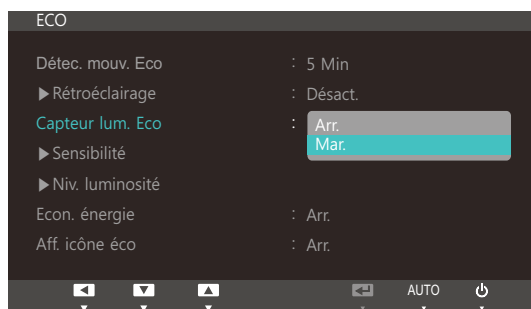 ECO
Détec. mouv. Eco : 5 Min
▶Rétroéclairage : Désact.
Capteur lum. Eco : Arr.
Mar.
▶Sensibilité
▶Niv. luminosité
Econ. énergie : Arr.
Aff. icône éco : Arr.
AUTO